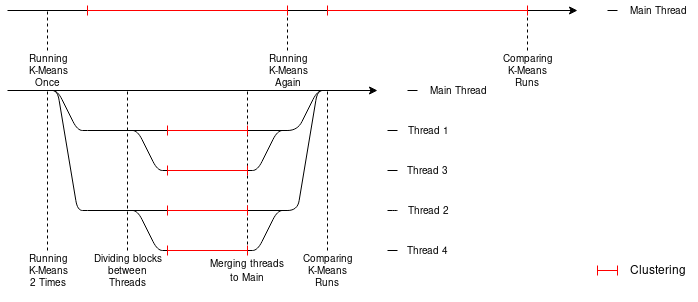 Main Thread
Running
K-Means
Once
Running
K-Means
Again
Comparing
K-Means
Runs
Main Thread
Thread 1
Thread 3
Thread 2
Thread 4
Running
K-Means
2 Times
Dividing blocks
between
Threads
Merging threads
to Main
Comparing
K-Means
Runs
Clustering